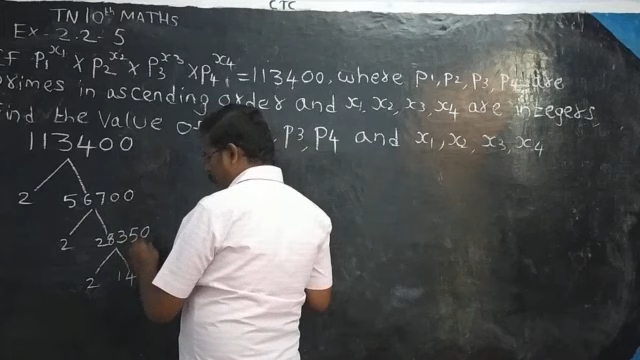 CTC
TN 10th MATHS
Ex-2.2-5
If P1^x1 × P2^x2 × P3^x3 × P4^x4 = 113400, where P1, P2, P3, P4 are
primes in ascending order and x1, x2, x3, x4 are integers,
find the value of P3, P4 and x1, x2, x3, x4
113400
2 56700
2 28350
2 14